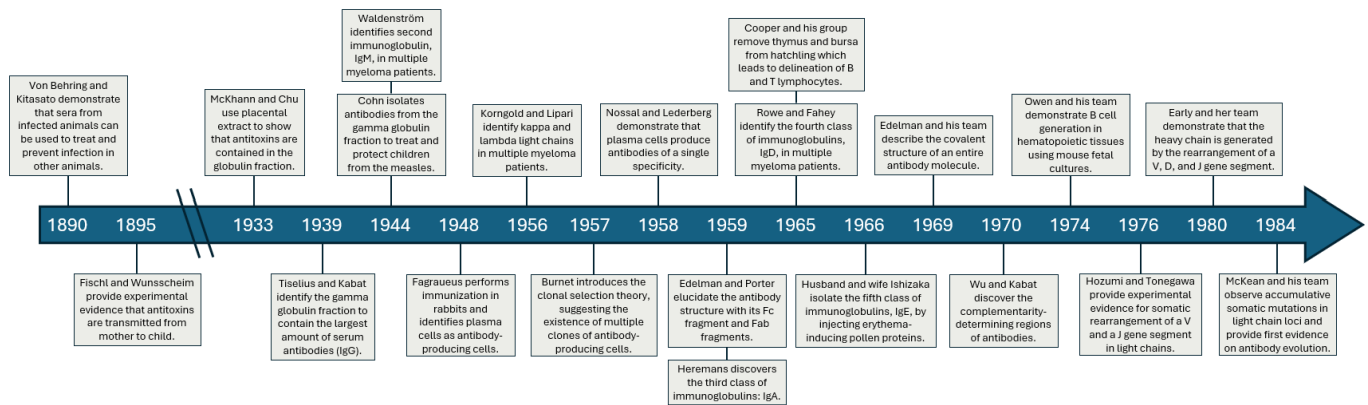 Von Behring and
Kitasato demonstrate
that sera from
infected animals can
be used to treat and
prevent infection in
other animals.
McKhann and Chu
use placental
extract to show
that antitoxins are
contained in the
globulin fraction.
Waldenström
identifies second
immunoglobulin,
IgM, in multiple
myeloma patients.
Cohn isolates
antibodies from the
gamma globulin
fraction to treat and
protect children
from the measles.
Korngold and Lipari
identify kappa and
lambda light chains
in multiple myeloma
patients.
Nossal and Lederberg
demonstrate that
plasma cells produce
antibodies of a single
specificity.
Cooper and his group
remove thymus and bursa
from hatchling which
leads to delineation of B
and T lymphocytes.
Rowe and Fahey
identify the fourth class
of immunoglobulins,
IgD, in multiple
myeloma patients.
Edelman and his team
describe the covalent
structure of an entire
antibody molecule.
Owen and his team
demonstrate B cell
generation in
hematopoietic tissues
using mouse fetal
cultures.
Early and her team
demonstrate that the
heavy chain is generated
by the rearrangement of a
V, D, and J gene segment.
1890 1895 1933 1939 1944 1948 1956 1957 1958 1959 1965 1966 1969 1970 1974 1976 1980 1984
Fischl and Wunsscheim
provide experimental
evidence that antitoxins
are transmitted from
mother to child.
Tiselius and Kabat
identify the gamma
globulin fraction to
contain the largest
amount of serum
antibodies (IgG).
Fagraueus performs
immunization in
rabbits and
identifies plasma
cells as antibody-
producing cells.
Burnet introduces the
clonal selection theory,
suggesting the
existence of multiple
clones of antibody-
producing cells.
Edelman and Porter
elucidate the antibody
structure with its Fc
fragment and Fab
fragments.
Heremans discovers
the third class of
immunoglobulins: IgA.
Husband and wife Ishizaka
isolate the fifth class of
immunoglobulins, IgE, by
injecting erythema-
inducing pollen proteins.
Wu and Kabat
discover the
complementarity-
determining regions
of antibodies.
Hozumi and Tonegawa
provide experimental
evidence for somatic
rearrangement of a V
and a J gene segment
in light chains.
McKean and his team
observe accumulative
somatic mutations in
light chain loci and
provide first evidence
on antibody evolution.